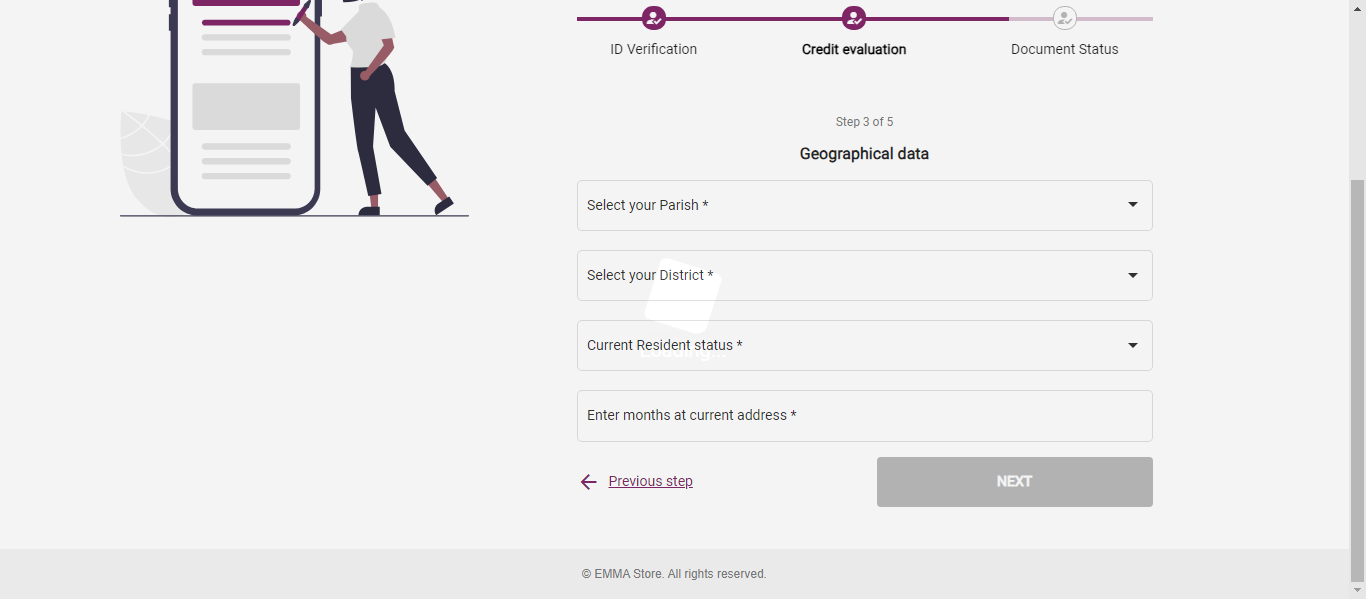 ID Verification
Credit evaluation
Document Status
Step 3 of 5
Geographical data
Select your Parish *
Select your District *
Current Resident status *
Loading...
Enter months at current address *
Previous step
NEXT
© EMMA Store. All rights reserved.